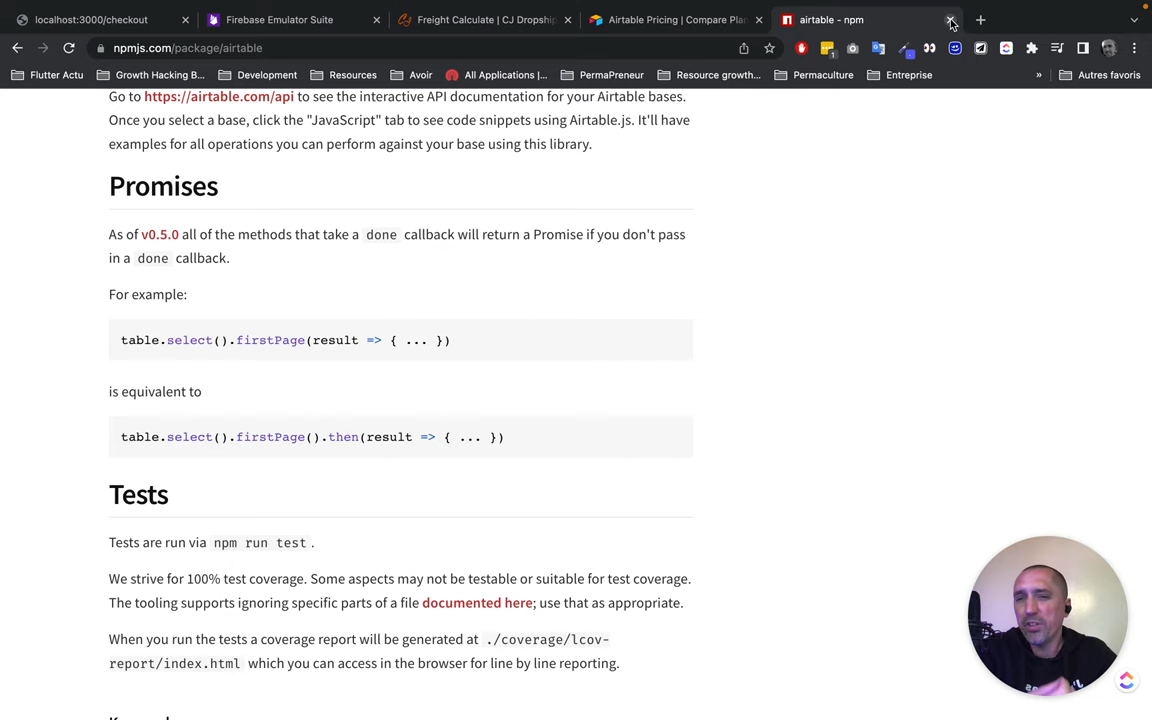 localhost:3000/checkout
Firebase Emulator Suite
Freight Calculate | CJ Dropship
Airtable Pricing | Compare Plan
airtable - npm
npmjs.com/package/airtable
Flutter Actu
Growth Hacking B...
Development
Resources
Avoir
All Applications |...
PermaPreneur
Resource growth...
Permaculture
Entreprise
»
Autres favoris
Go to https://airtable.com/api to see the interactive API documentation for your Airtable bases.
Once you select a base, click the "JavaScript" tab to see code snippets using Airtable.js. It'll have
examples for all operations you can perform against your base using this library.
Promises
As of v0.5.0 all of the methods that take a done callback will return a Promise if you don't pass
in a done callback.
For example:
table.select().firstPage(result => { ... })
is equivalent to
table.select().firstPage().then(result => { ... })
Tests
Tests are run via npm run test .
We strive for 100% test coverage. Some aspects may not be testable or suitable for test coverage.
The tooling supports ignoring specific parts of a file documented here; use that as appropriate.
When you run the tests a coverage report will be generated at ./coverage/lcov-
report/index.html which you can access in the browser for line by line reporting.